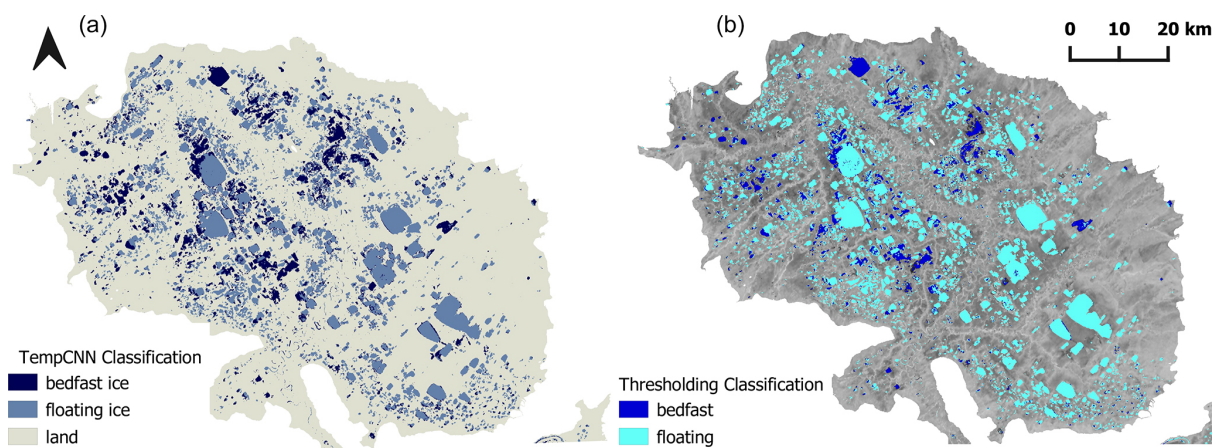 (a)
(b)
0 10 20 km
TempCNN Classification
bedfast ice
floating ice
land
Thresholding Classification
bedfast
floating